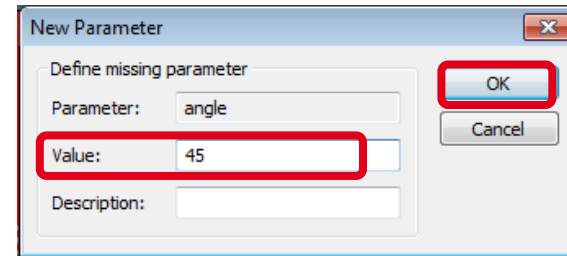 New Parameter
Define missing parameter
OK
Parameter: angle
Cancel
Value: 45
Description: